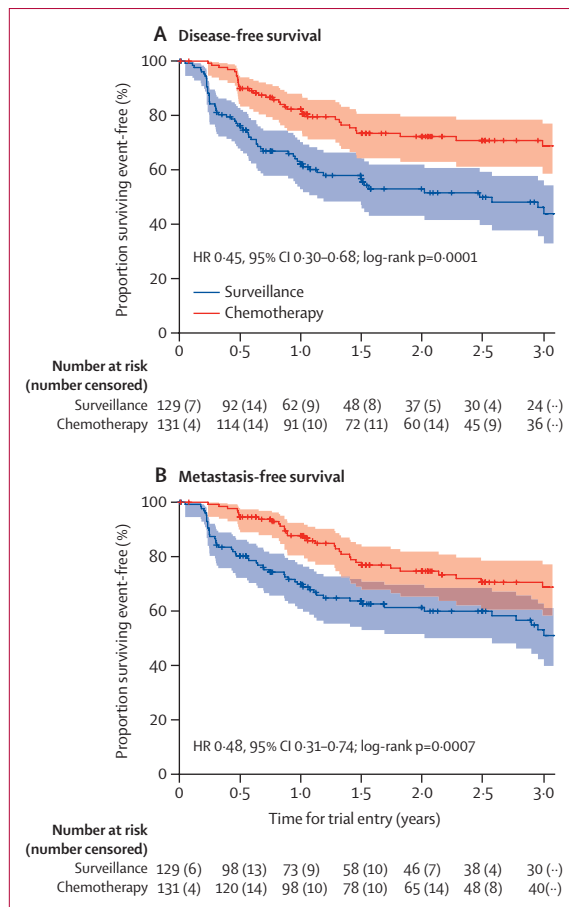 A Disease-free survival
Proportion surviving event-free (%)
100
80
60
40
20
0
HR 0·45, 95% CI 0·30–0·68; log-rank p=0·0001
Surveillance
Chemotherapy
0 0·5 1·0 1·5 2·0 2·5 3·0
Number at risk
(number censored)
Surveillance 129 (7) 92 (14) 62 (9) 48 (8) 37 (5) 30 (4) 24 (··)
Chemotherapy 131 (4) 114 (14) 91 (10) 72 (11) 60 (14) 45 (9) 36 (··)
B Metastasis-free survival
Proportion surviving event-free (%)
100
80
60
40
20
0
HR 0·48, 95% CI 0·31–0·74; log-rank p=0·0007
0 0·5 1·0 1·5 2·0 2·5 3·0
Time for trial entry (years)
Number at risk
(number censored)
Surveillance 129 (6) 98 (13) 73 (9) 58 (10) 46 (7) 38 (4) 30 (··)
Chemotherapy 131 (4) 120 (14) 98 (10) 78 (10) 65 (14) 48 (8) 40(··)